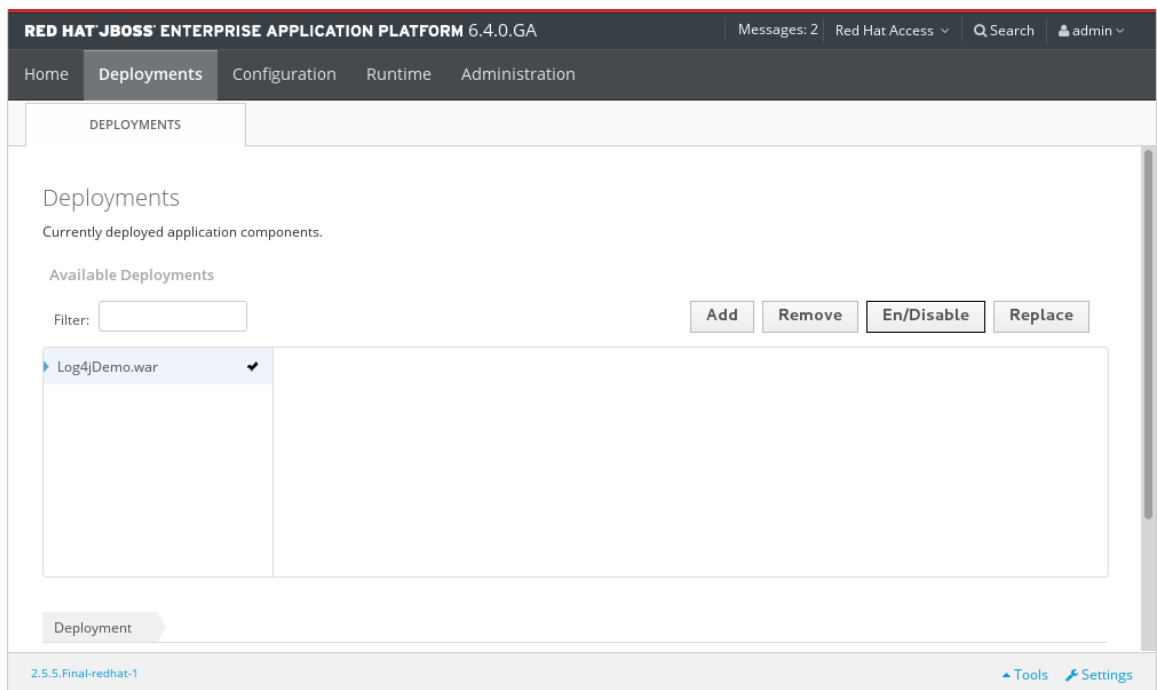 RED HAT® JBOSS® ENTERPRISE APPLICATION PLATFORM 6.4.0.GA Messages: 2 Red Hat Access Search admin
Home Deployments Configuration Runtime Administration
DEPLOYMENTS
Deployments
Currently deployed application components.
Available Deployments
Filter: Add Remove En/Disable Replace
Log4jDemo.war
Deployment
2.5.5.Final-redhat-1 Tools Settings